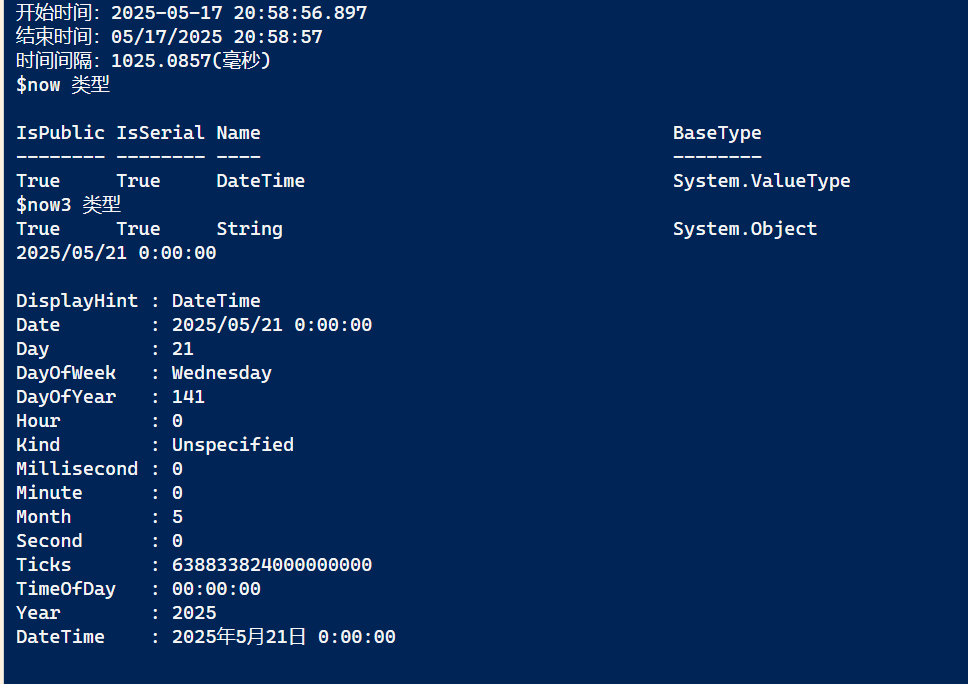 开始时间: 2025-05-17 20:58:56.897
结束时间: 05/17/2025 20:58:57
时间间隔: 1025.0857(毫秒)
$now 类型
IsPublic IsSerial Name                                     BaseType
-------- -------- ----                                     --------
True     True     DateTime                                 System.ValueType
$now3 类型
True     True     String                                   System.Object
2025/05/21 0:00:00
DisplayHint : DateTime
Date        : 2025/05/21 0:00:00
Day         : 21
DayOfWeek   : Wednesday
DayOfYear   : 141
Hour        : 0
Kind        : Unspecified
Millisecond : 0
Minute      : 0
Month       : 5
Second      : 0
Ticks       : 638833824000000000
TimeOfDay   : 00:00:00
Year        : 2025
DateTime    : 2025年5月21日 0:00:00